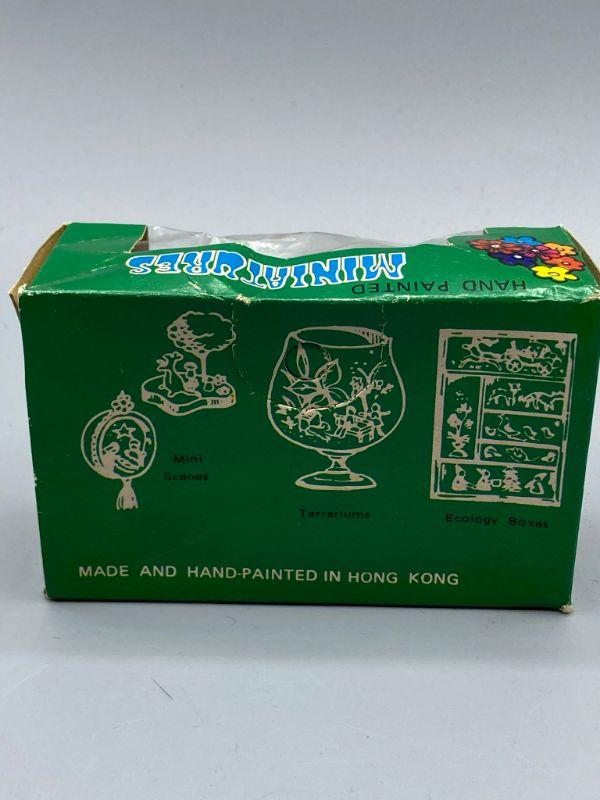 HAND PAINTED
MINIATURES
Mini
Scenes
Terrariums
Ecology Boxes
MADE AND HAND-PAINTED IN HONG KONG